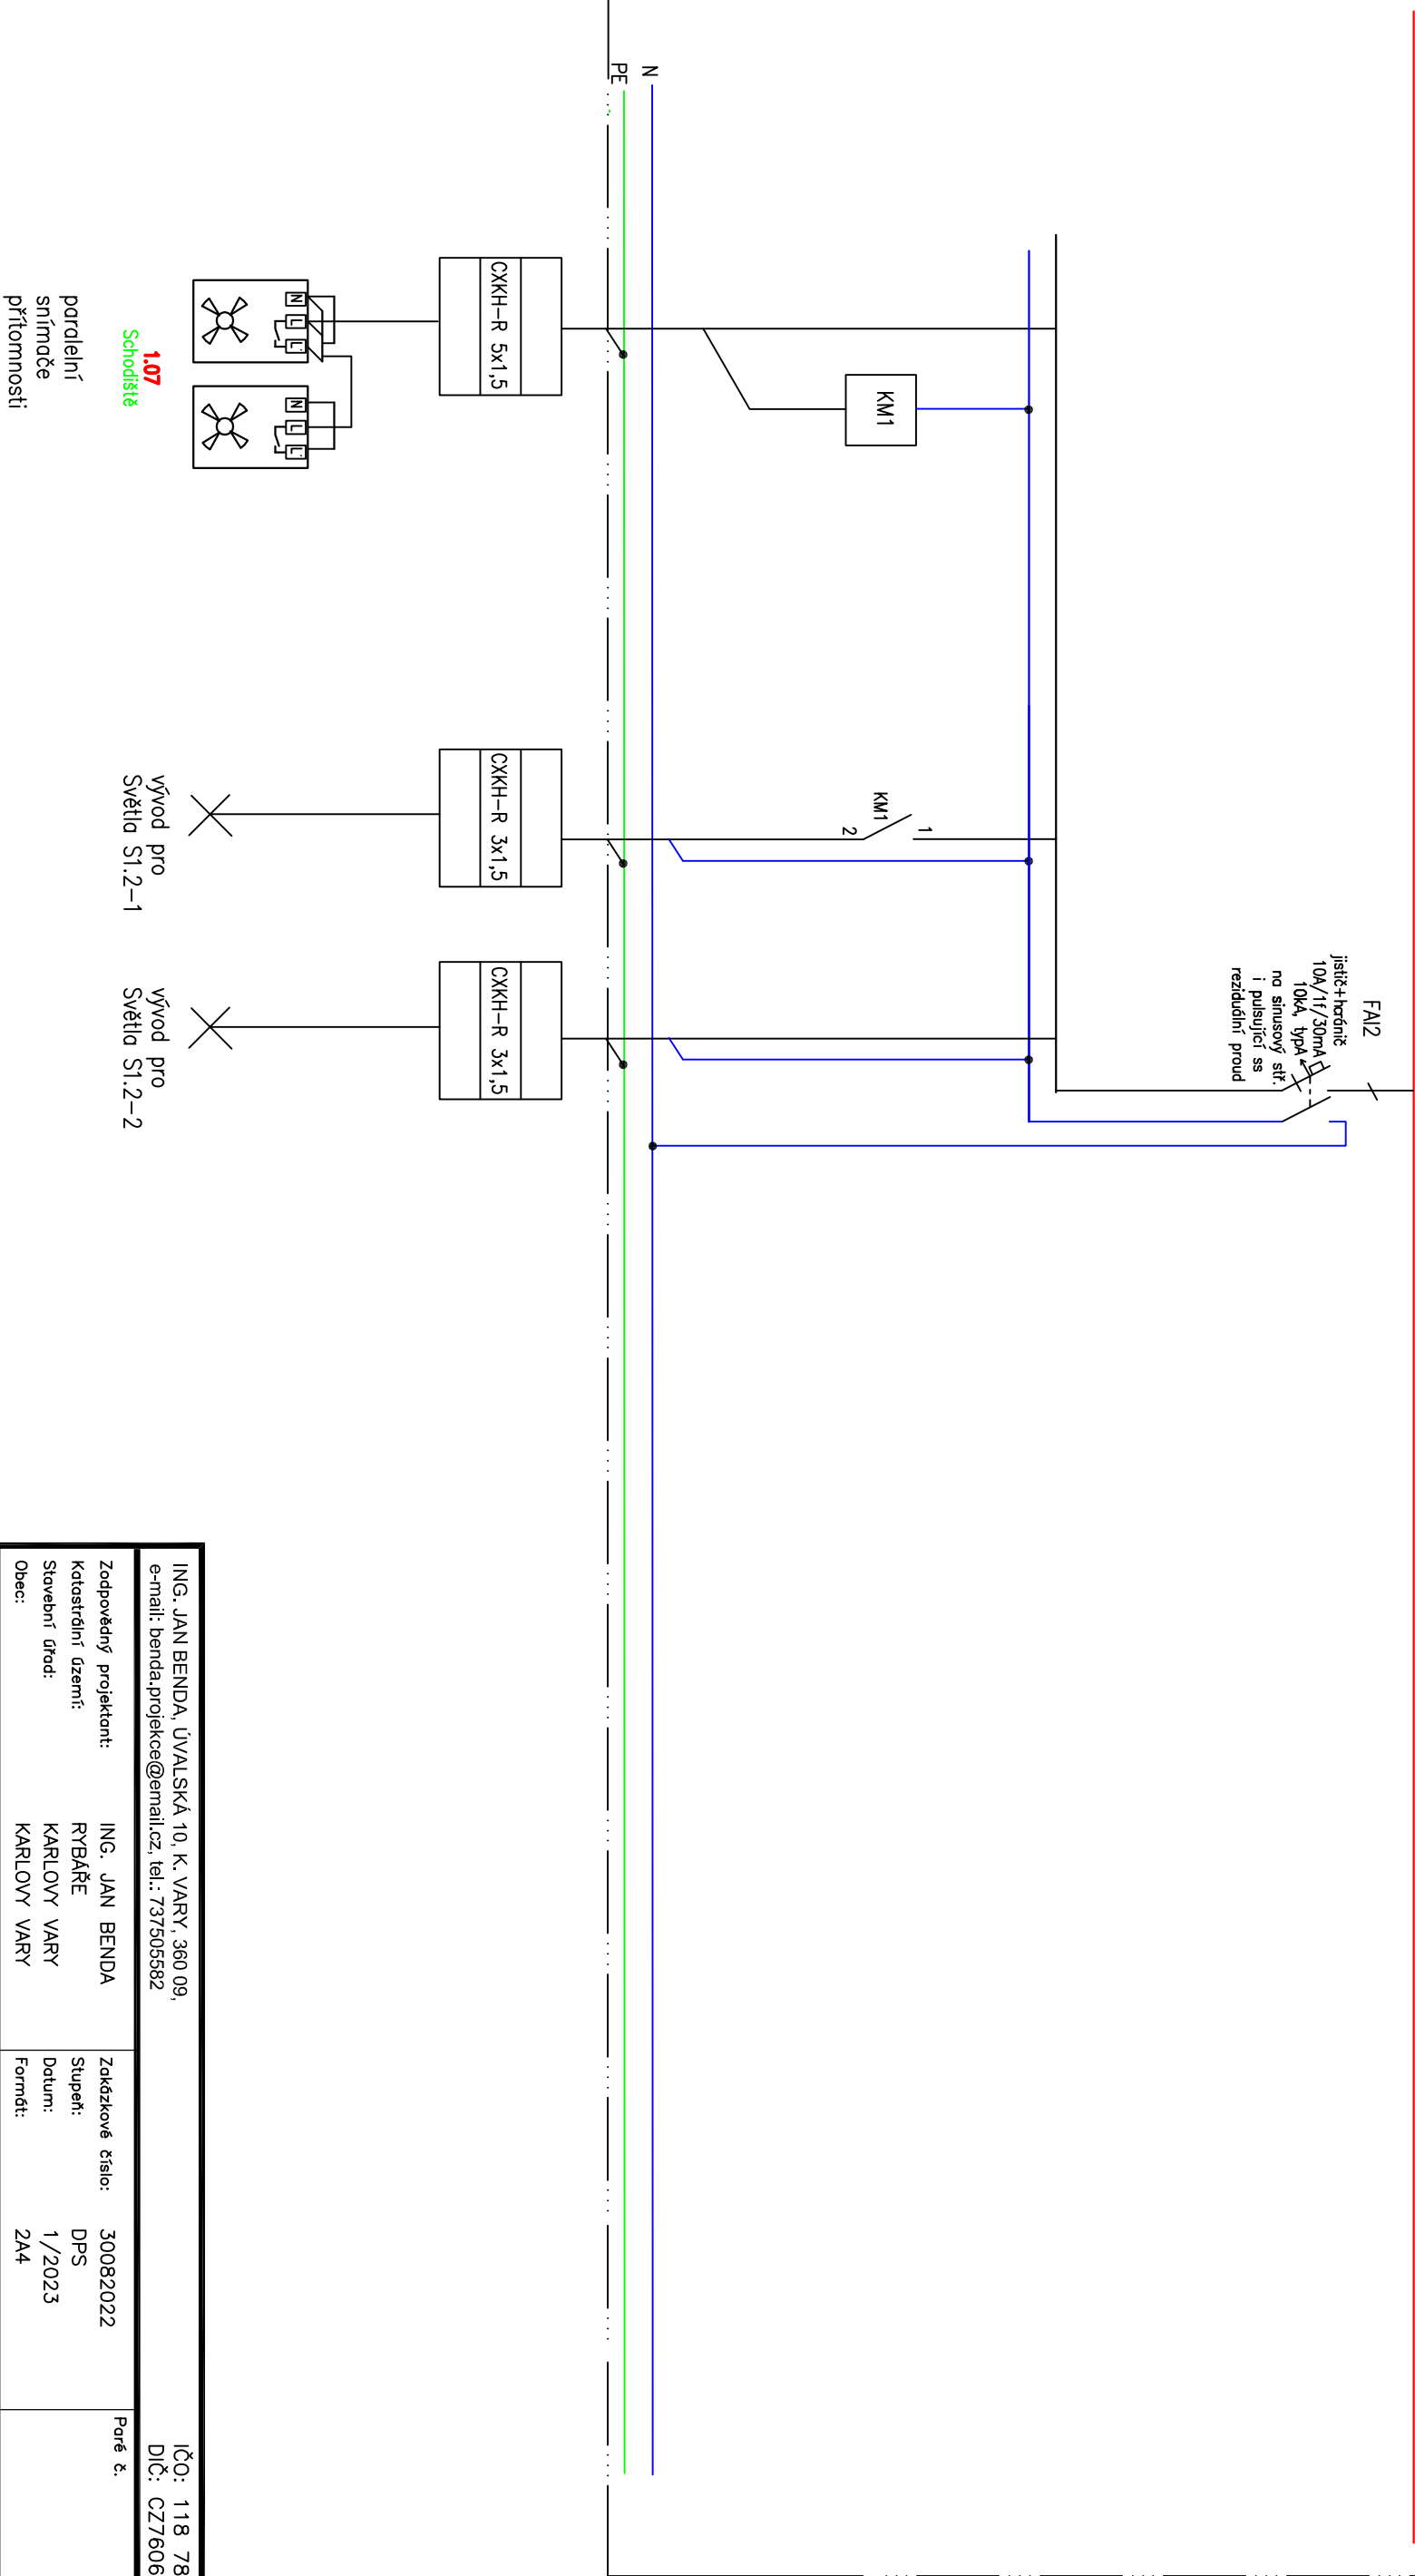 FAI2
jistič+hránič
10A/1f/30mA
10kA, typA
na sinusový stř.
i pulsující ss
reziduální proud
KM1
KM1
1
2
N
PE
CXKH-R 5x1,5
CXKH-R 3x1,5
CXKH-R 3x1,5
N
L
L'
N
L
L'
1.07
Schodiště
paralelní
snímače
přítomnosti
vývod pro
Světla S1.2-1
vývod pro
Světla S1.2-2
ING. JAN BENDA, ÚVALSKÁ 10, K. VARY, 360 09,
e-mail: benda.projekce@email.cz, tel.: 737505582
IČO: 118 78
DIČ: CZ7606
Zodpovědný projektant: ING. JAN BENDA
Katastrální území: RYBÁŘE
Stavební úřad: KARLOVY VARY
Obec: KARLOVY VARY
Zakázkové číslo: 30082022
Stupeň: DPS
Datum: 1/2023
Formát: 2A4
Paré č.